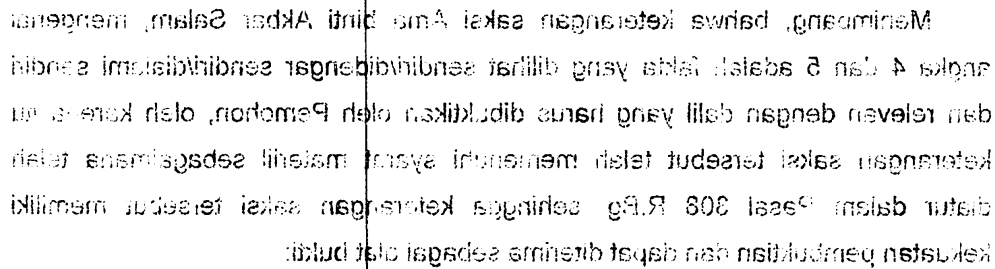 Menimbang, bahwa keterangan saksi Ama binti Akbar Salam, mengenai
angka 4 dan 5 adalah fakta yang dilihat sendiri/didengar sendiri/dialami sendiri
dan relevan dengan dalil yang harus dibuktikan oleh Pemohon, oleh karena itu
keterangan saksi tersebut telah memenuhi syarat materiil sebagaimana telah
diatur dalam Pasal 308 R.Bg sehingga keterangan saksi tersebut memiliki
kekuatan pembuktian dan dapat diterima sebagai alat bukti;